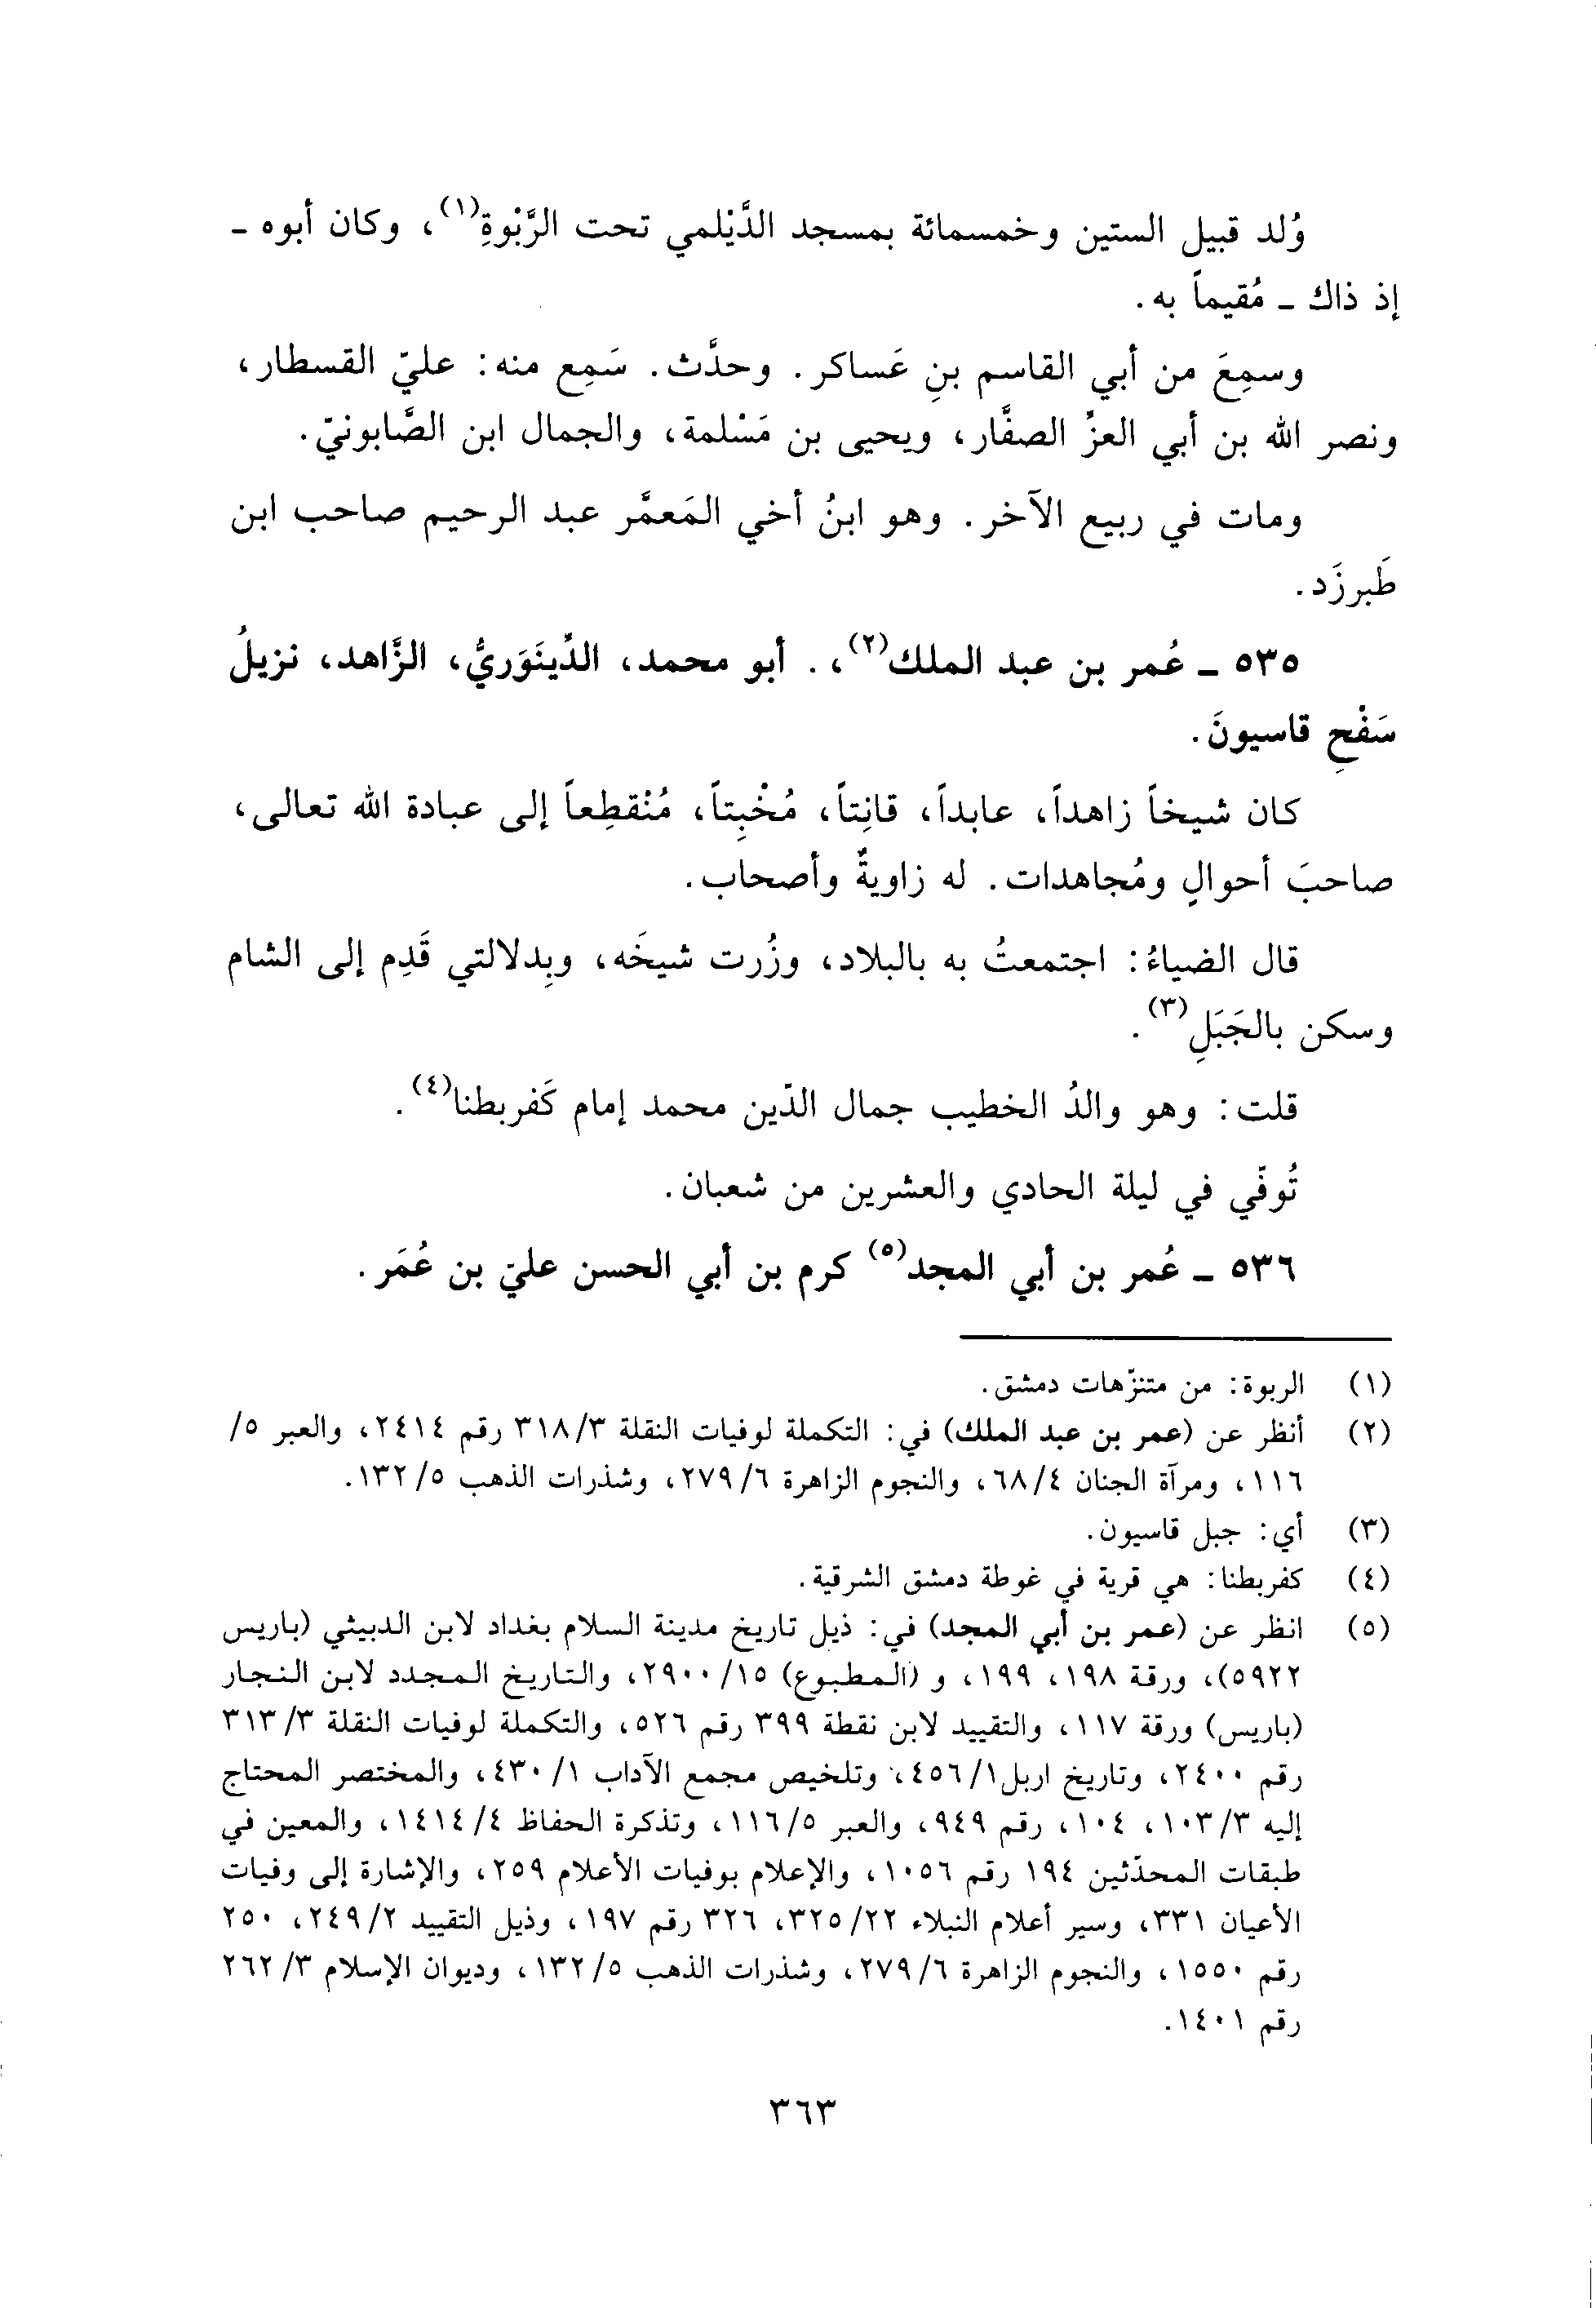 وُلد قبيل الستين وخمسمائة بمسجد الدَّيْلمي تحت الرَّبْوةِ(١)، وكان أبوه -
إذ ذاك - مُقيماً به.
وسمِعَ من أبي القاسم بنِ عَساكر. وحدَّث. سَمِع منه: عليّ القسطار،
ونصر الله بن أبي العزُ الصفَّار، ويحيى بن مَسْلمة، والجمال ابن الصَّابونيّ.
ومات في ربيع الآخر. وهو ابنُ أخي المَعمَّر عبد الرحيم صاحب ابن
طَبرزَد.
٥٣٥ - عُمر بن عبد الملك(٢)،. أبو محمد، الدِّينَوَريُّ، الزَّاهد، نزيلُ
سَفْحِ قاسيونَ.
كان شيخاً زاهداً، عابداً، قانِتاً، مُخْبِتاً، مُنْقطِعاً إلى عبادة الله تعالى،
صاحبَ أحوالٍ ومُجاهدات. له زاويةٌ وأصحاب.
قال الضياءُ: اجتمعتُ به بالبلاد، وزُرت شيخَه، وبِدلالتي قَدِم إلى الشام
وسكن بالجَبَلِ(٣).
قلت: وهو والدُ الخطيب جمال الدّين محمد إمام كَفربطنا(٤).
تُوفّي في ليلة الحادي والعشرين من شعبان.
٥٣٦ - عُمر بن أبي المجد(٥) كرم بن أبي الحسن عليّ بن عُمَر.
(١) الربوة: من متنزّهات دمشق.
(٢) أنظر عن (عمر بن عبد الملك) في: التكملة لوفيات النقلة ٣١٨/٣ رقم ٢٤١٤، والعبر ٥/
١١٦، ومرآة الجنان ٦٨/٤، والنجوم الزاهرة ٢٧٩/٦، وشذرات الذهب ١٣٢/٥.
(٣) أي: جبل قاسيون.
(٤) كفربطنا: هي قرية في غوطة دمشق الشرقية.
(٥) انظر عن (عمر بن أبي المجد) في: ذيل تاريخ مدينة السلام بغداد لابن الدبيثي (باريس
٥٩٢٢)، ورقة ١٩٨، ١٩٩، و (المطبوع) ٢٩٠٠/١٥، والتاريخ المجدد لابن النجار
(باريس) ورقة ١١٧، والتقييد لابن نقطة ٣٩٩ رقم ٥٢٦، والتكملة لوفيات النقلة ٣١٣/٣
رقم ٢٤٠٠، وتاريخ اربل ٤٥٦/١، وتلخيص مجمع الآداب ٤٣٠/١، والمختصر المحتاج
إليه ١٠٣/٣، ١٠٤، رقم ٩٤٩، والعبر ١١٦/٥، وتذكرة الحفاظ ١٤١٤/٤، والمعين في
طبقات المحدّثين ١٩٤ رقم ١٠٥٦، والإعلام بوفيات الأعلام ٢٥٩، والإشارة إلى وفيات
الأعيان ٣٣١، وسير أعلام النبلاء ٣٢٥/٢٢، ٣٢٦ رقم ١٩٧، وذيل التقييد ٢٤٩/٢، ٢٥٠
رقم ١٥٥٠، والنجوم الزاهرة ٢٧٩/٦، وشذرات الذهب ١٣٢/٥، وديوان الإسلام ٢٦٢/٣
رقم ١٤٠١.
٣٦٣